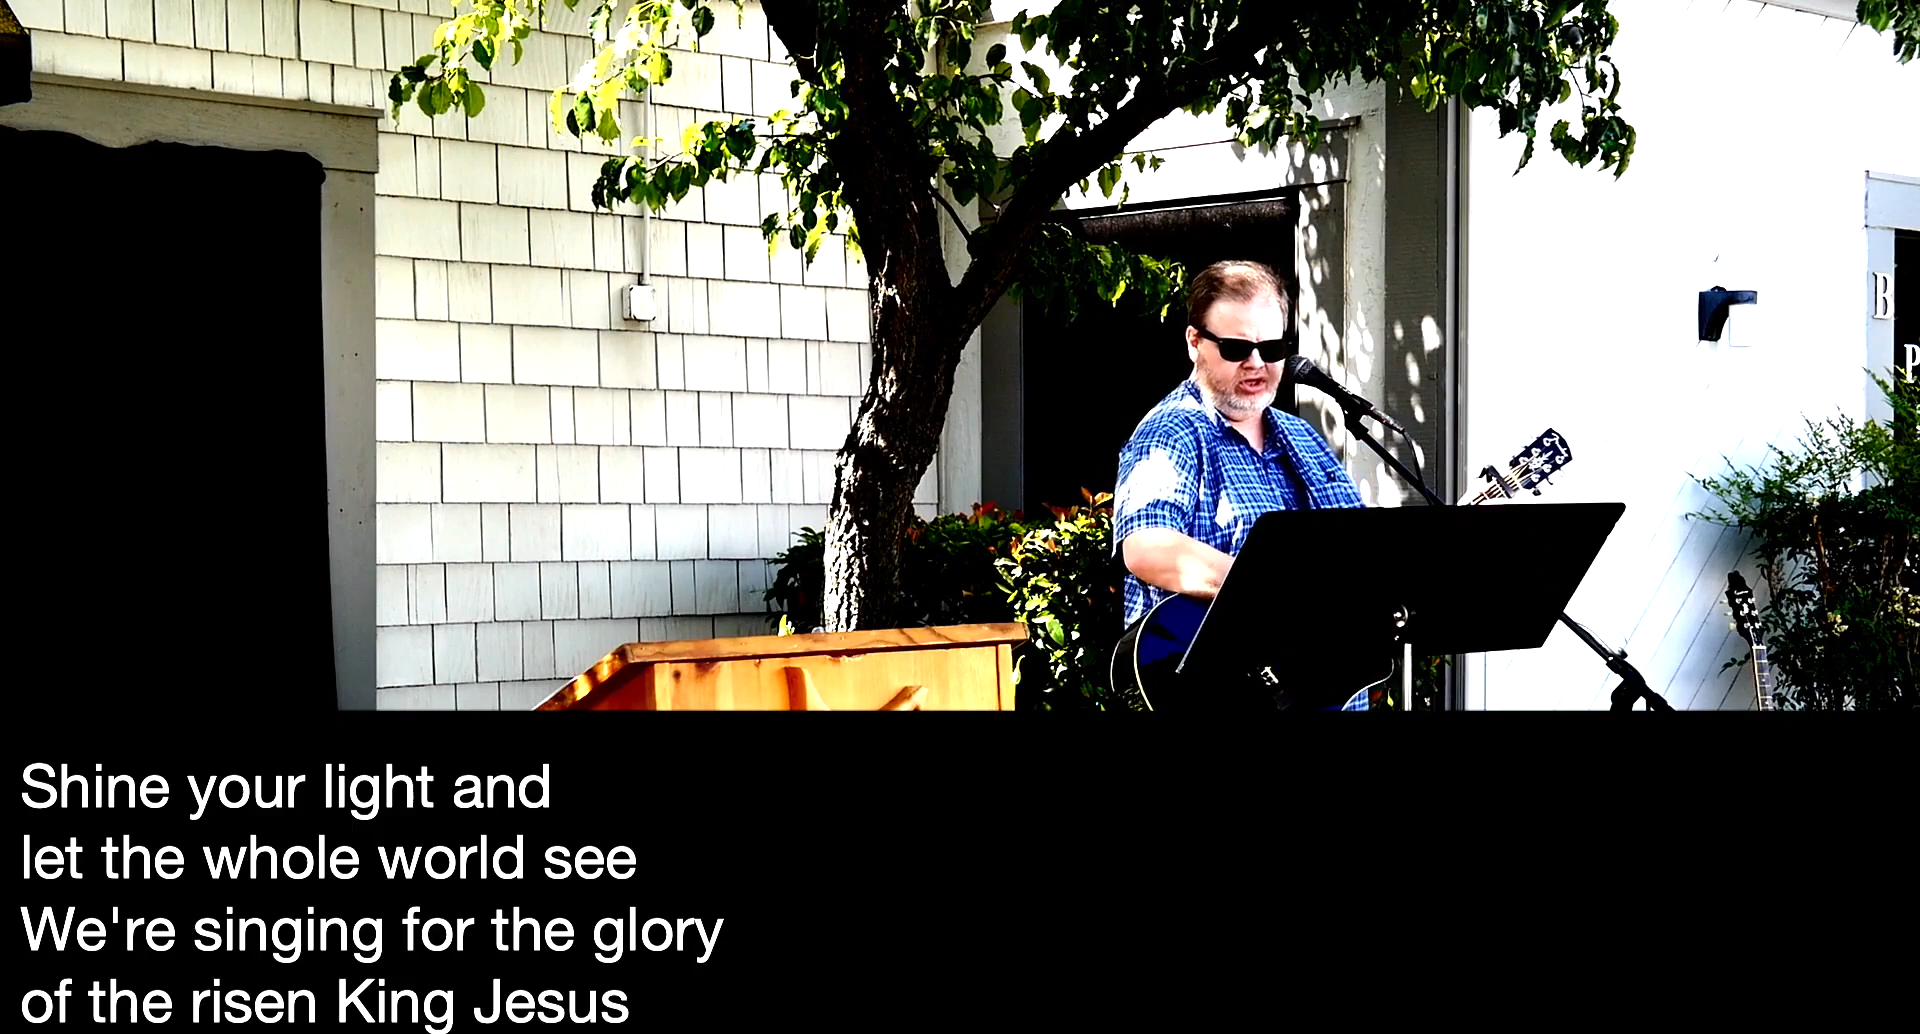 Shine your light and
let the whole world see
We're singing for the glory
of the risen King Jesus
B
P